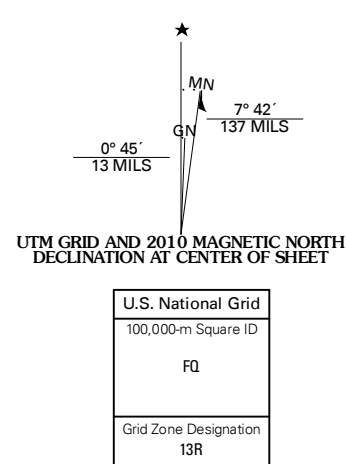 ★
MN
7° 42´
137 MILS
GN
0° 45´
13 MILS
UTM GRID AND 2010 MAGNETIC NORTH
DECLINATION AT CENTER OF SHEET
U.S. National Grid
100,000-m Square ID
FQ
Grid Zone Designation
13R